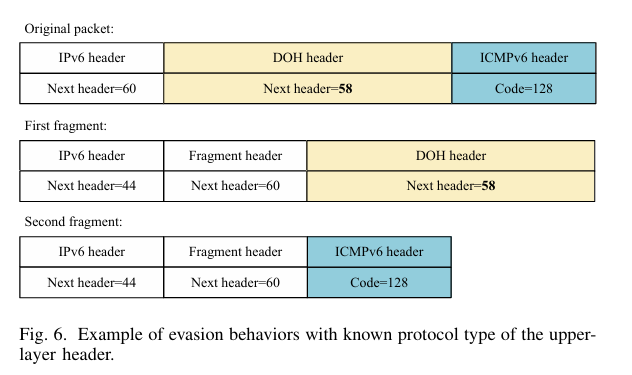 Original packet:
IPv6 header DOH header ICMPv6 header
Next header=60 Next header=58 Code=128
First fragment:
IPv6 header Fragment header DOH header
Next header=44 Next header=60 Next header=58
Second fragment:
IPv6 header Fragment header ICMPv6 header
Next header=44 Next header=60 Code=128
Fig. 6. Example of evasion behaviors with known protocol type of the upper-
layer header.